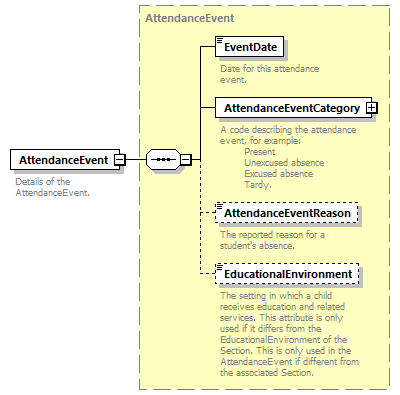 AttendanceEvent
EventDate
Date for this attendance
event.
AttendanceEventCategory
A code describing the attendance
event, for example:
Present
Unexcused absence
Excused absence
Tardy.
AttendanceEvent
Details of the
AttendanceEvent.
AttendanceEventReason
The reported reason for a
student's absence.
EducationalEnvironment
The setting in which a child
receives education and related
services. This attribute is only
used if it differs from the
EducationalEnvironment of the
Section. This is only used in the
AttendanceEvent if different from
the associated Section.